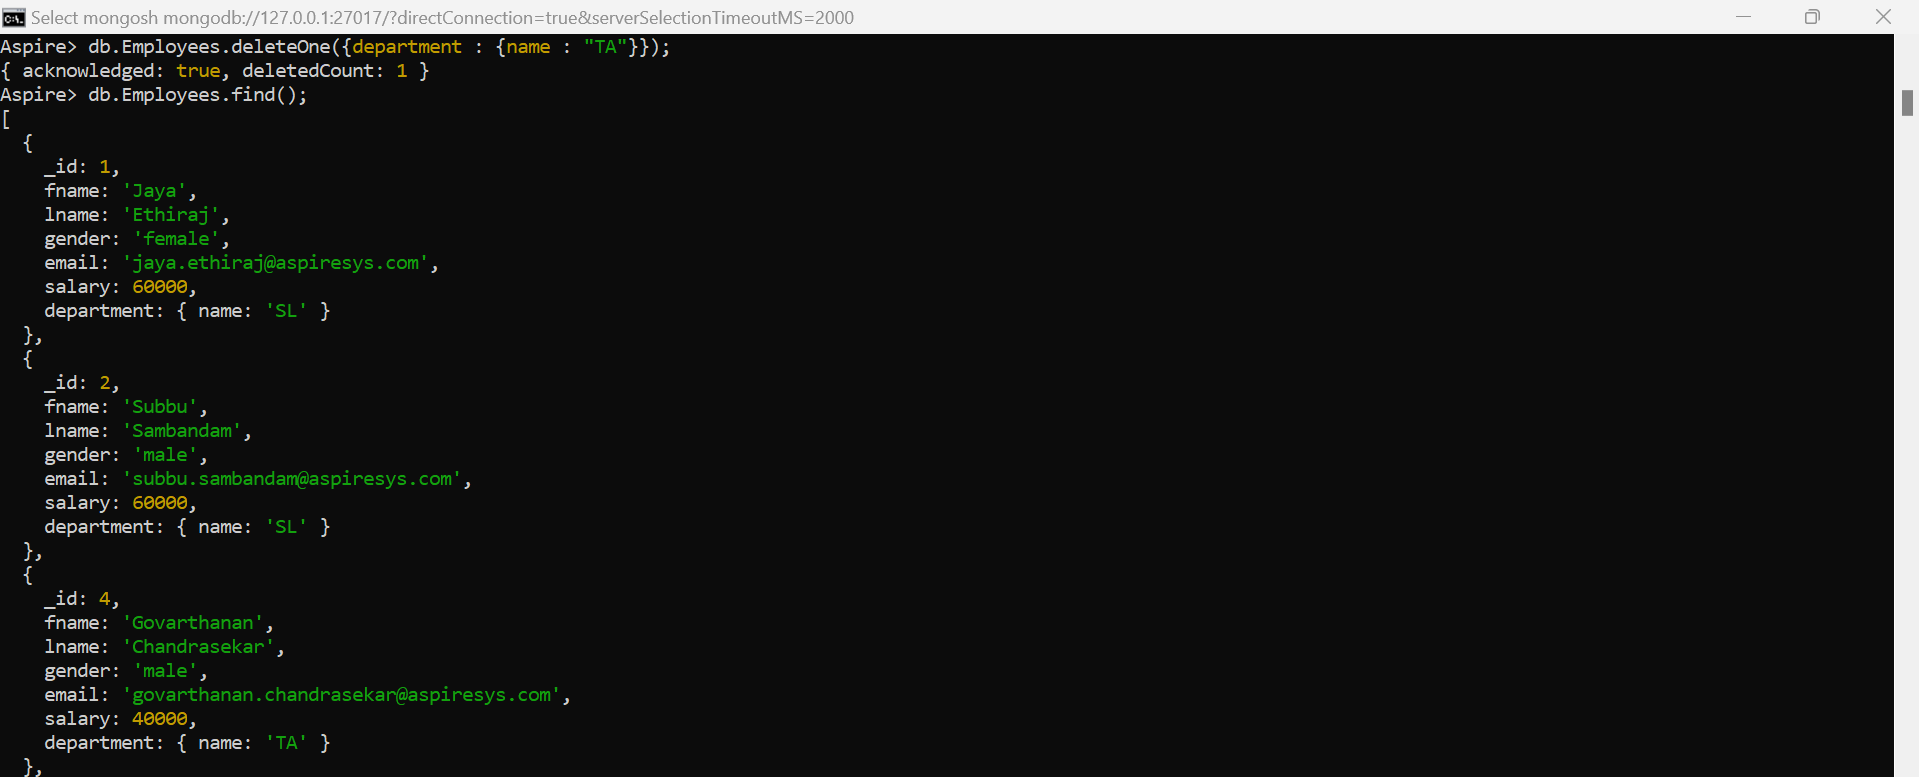 Select mongosh mongodb://127.0.0.1:27017/?directConnection=true&serverSelectionTimeoutMS=2000
Aspire> db.Employees.deleteOne({department : {name : "TA"}});
{ acknowledged: true, deletedCount: 1 }
Aspire> db.Employees.find();
[
  {
    _id: 1,
    fname: 'Jaya',
    lname: 'Ethiraj',
    gender: 'female',
    email: 'jaya.ethiraj@aspiresys.com',
    salary: 60000,
    department: { name: 'SL' }
  },
  {
    _id: 2,
    fname: 'Subbu',
    lname: 'Sambandam',
    gender: 'male',
    email: 'subbu.sambandam@aspiresys.com',
    salary: 60000,
    department: { name: 'SL' }
  },
  {
    _id: 4,
    fname: 'Govarthanan',
    lname: 'Chandrasekar',
    gender: 'male',
    email: 'govarthanan.chandrasekar@aspiresys.com',
    salary: 40000,
    department: { name: 'TA' }
  },